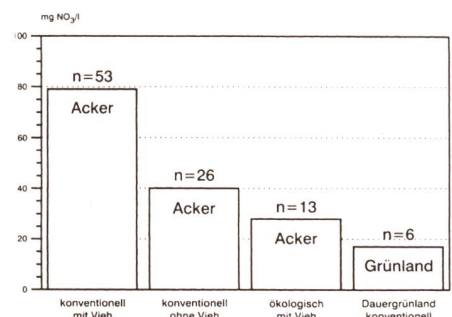 mg NO3/l
100
80
60
40
20
0
n=53
Acker
n=26
Acker
n=13
Acker
n=6
Grünland
konventionell
mit Vieh
konventionell
ohne Vieh
ökologisch
mit Vieh
Dauergrünland
konventionell